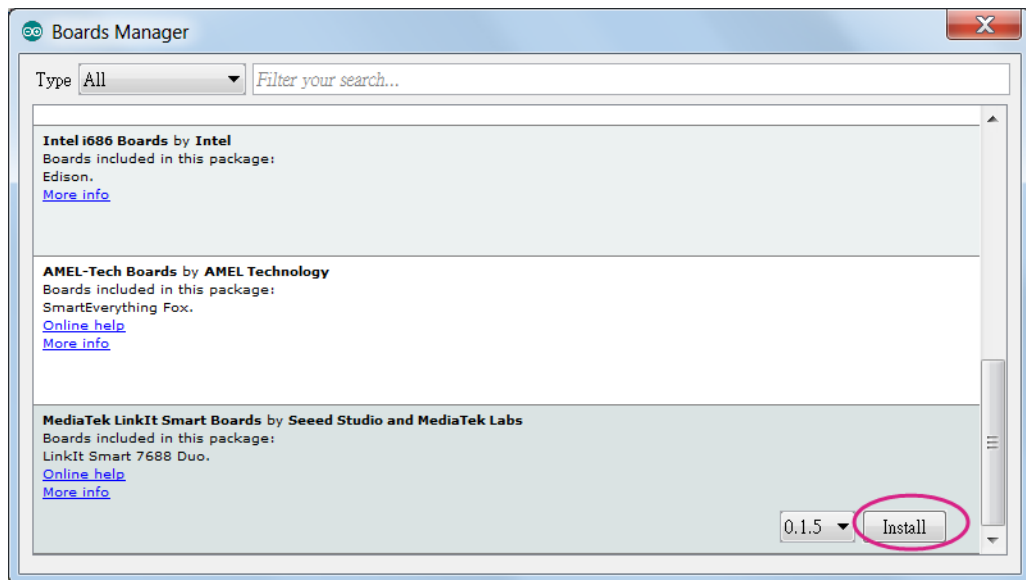 Boards Manager
Type All Filter your search...
Intel i686 Boards by Intel
Boards included in this package:
Edison.
More info
AMEL-Tech Boards by AMEL Technology
Boards included in this package:
SmartEverything Fox.
Online help
More info
MediaTek LinkIt Smart Boards by Seeed Studio and MediaTek Labs
Boards included in this package:
LinkIt Smart 7688 Duo.
Online help
More info
0.1.5 Install